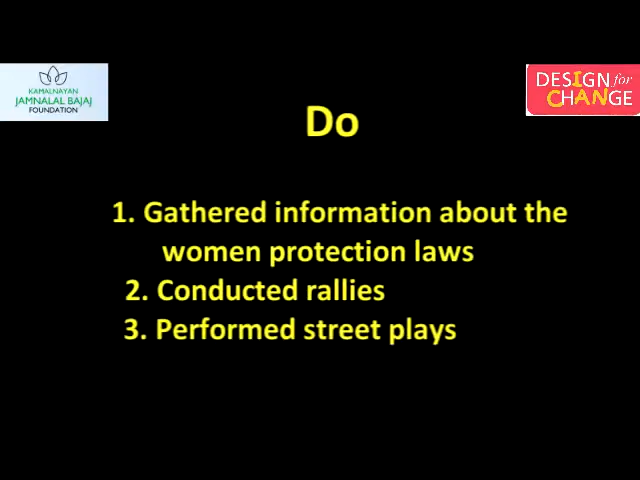 KAMALNAYAN
JAMNALAL BAJAJ
FOUNDATION
DESIGN for
CHANGE
Do
1. Gathered information about the
women protection laws
2. Conducted rallies
3. Performed street plays